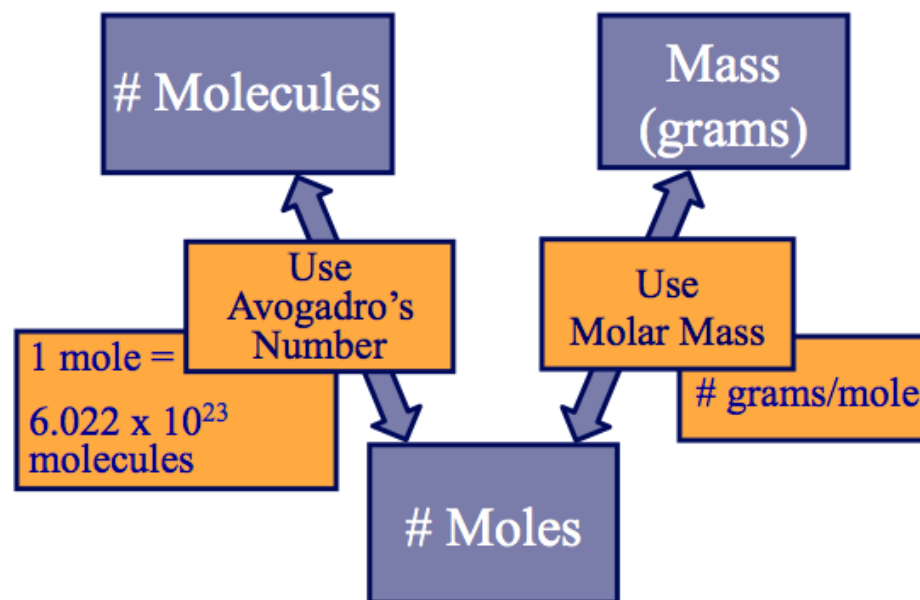 # Molecules
Mass
(grams)
Use
Avogadro's
Number
Use
Molar Mass
1 mole =
6.022 x 10²³
molecules
# grams/mole
# Moles